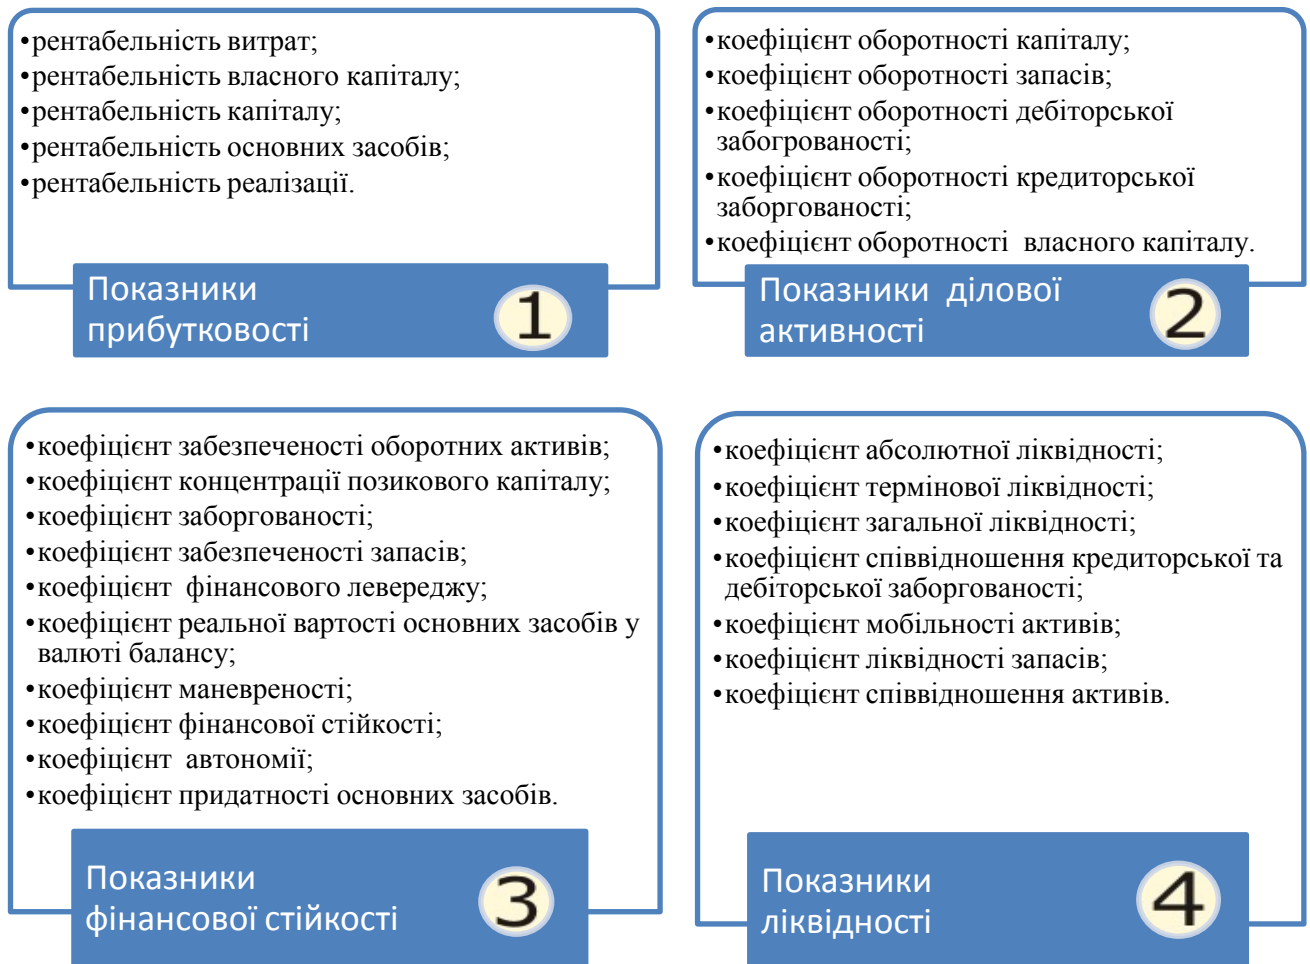 •рентабельність витрат;
•рентабельність власного капіталу;
•рентабельність капіталу;
•рентабельність основних засобів;
•рентабельність реалізації.
Показники
прибутковості
1
•коефіцієнт оборотності капіталу;
•коефіцієнт оборотності запасів;
•коефіцієнт оборотності дебіторської
забогрованості;
•коефіцієнт оборотності кредиторської
заборгованості;
•коефіцієнт оборотності власного капіталу.
Показники ділової
активності
2
•коефіцієнт забезпеченості оборотних активів;
•коефіцієнт концентрації позикового капіталу;
•коефіцієнт заборгованості;
•коефіцієнт забезпеченості запасів;
•коефіцієнт фінансового левереджу;
•коефіцієнт реальної вартості основних засобів у
валюті балансу;
•коефіцієнт маневреності;
•коефіцієнт фінансової стійкості;
•коефіцієнт автономії;
•коефіцієнт придатності основних засобів.
Показники
фінансової стійкості
3
•коефіцієнт абсолютної ліквідності;
•коефіцієнт термінової ліквідності;
•коефіцієнт загальної ліквідності;
•коефіцієнт співвідношення кредиторської та
дебіторської заборгованості;
•коефіцієнт мобільності активів;
•коефіцієнт ліквідності запасів;
•коефіцієнт співвідношення активів.
Показники
ліквідності
4